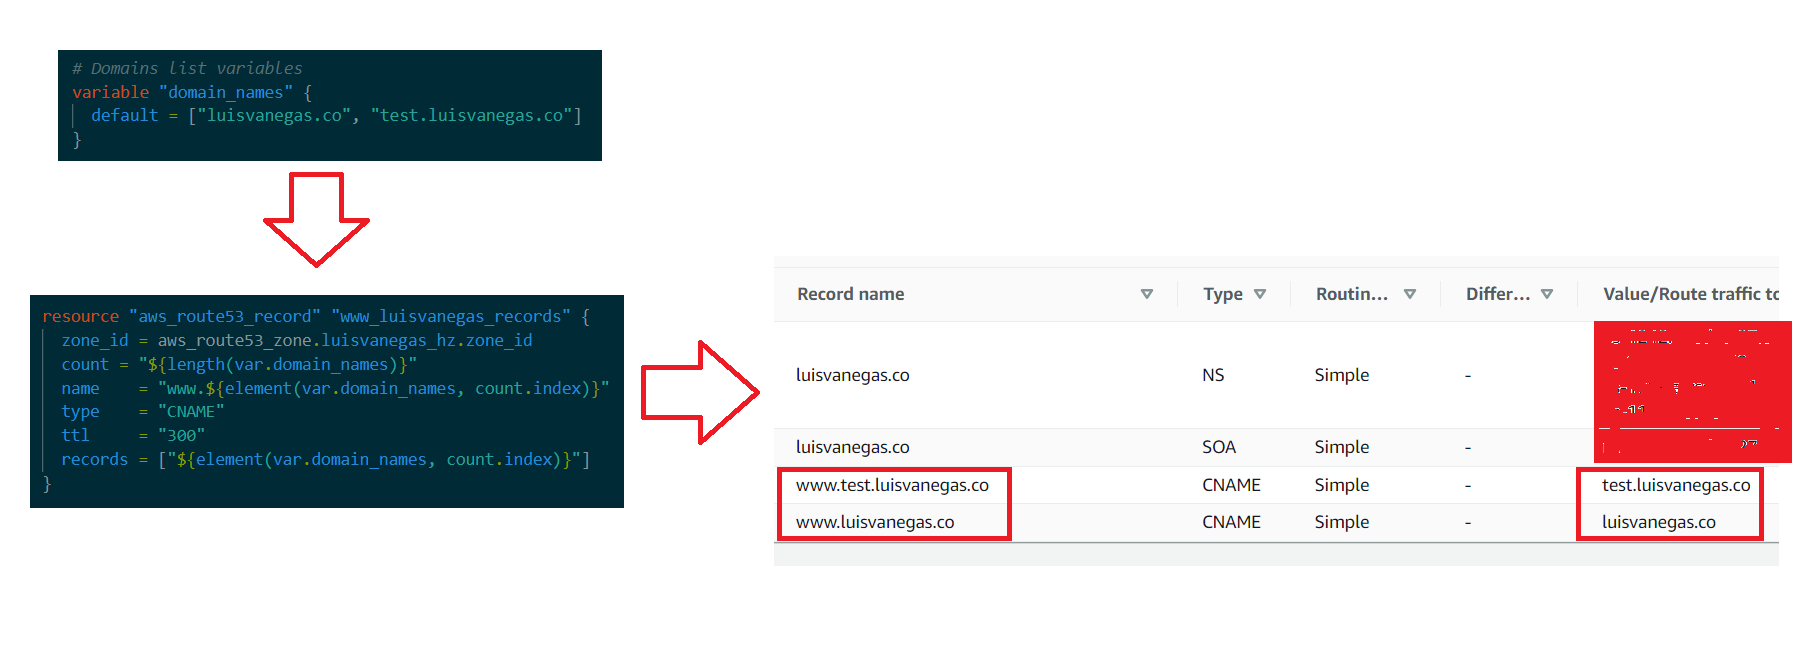 # Domains list variables
variable "domain_names" {
default = ["luisvanegas.co", "test.luisvanegas.co"]
}
resource "aws_route53_record" "www_luisvanegas_records" {
zone_id = aws_route53_zone.luisvanegas_hz.zone_id
count = "${length(var.domain_names)}"
name = "www.${element(var.domain_names, count.index)}"
type = "CNAME"
ttl = "300"
records = ["${element(var.domain_names, count.index)}"]
}
Record name Type Routin... Differ... Value/Route traffic to
luisvanegas.co NS Simple -
luisvanegas.co SOA Simple -
www.test.luisvanegas.co CNAME Simple - test.luisvanegas.co
www.luisvanegas.co CNAME Simple - luisvanegas.co